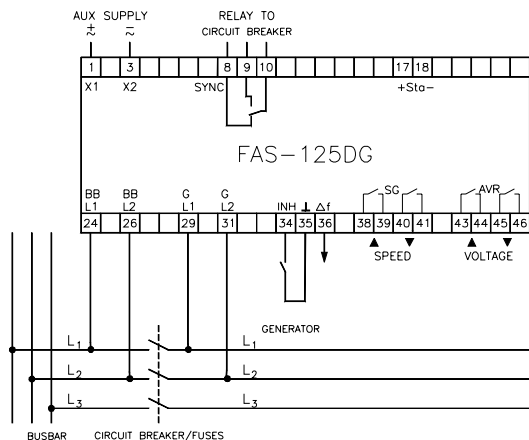 AUX SUPPLY
RELAY TO
CIRCUIT BREAKER
+ ~ − ~
1 3 8 9 10 17 18
X1 X2 SYNC +Sta−
FAS-125DG
BB BB G G SG AVR
L1 L2 L1 L2 INH ⊥ Δf
24 26 29 31 34 35 36 38 39 40 41 43 44 45 46
▲ ▼ ▲ ▼
SPEED VOLTAGE
GENERATOR
L1 L1
L2 L2
L3 L3
BUSBAR CIRCUIT BREAKER/FUSES